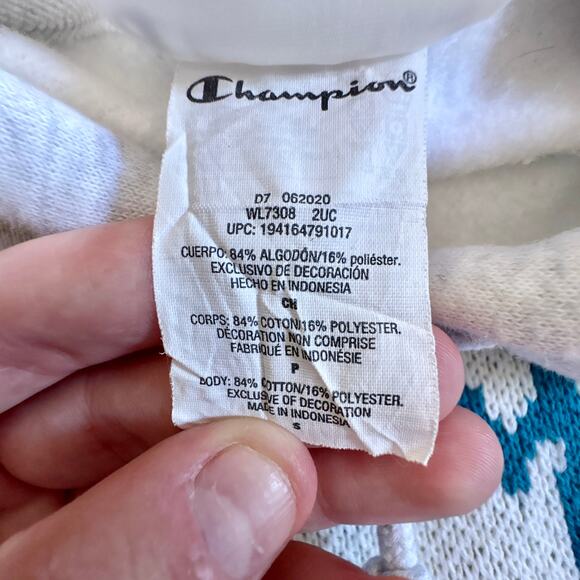 Champion®
D7 062020
WL7308 2UC
UPC: 194164791017
CUERPO: 84% ALGODÓN/16% poliéster.
EXCLUSIVO DE DECORACIÓN
HECHO EN INDONESIA
CH
CORPS: 84% COTON/16% POLYESTER.
DÉCORATION NON COMPRISE
FABRIQUÉ EN INDONÉSIE
P
BODY: 84% COTTON/16% POLYESTER.
EXCLUSIVE OF DECORATION
MADE IN INDONESIA
S